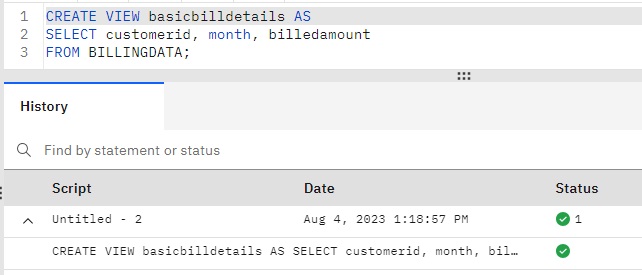 1 CREATE VIEW basicbilldetails AS
2 SELECT customerid, month, billedamount
3 FROM BILLINGDATA;
History
Find by statement or status
Script Date Status
Untitled - 2 Aug 4, 2023 1:18:57 PM 1
CREATE VIEW basicbilldetails AS SELECT customerid, month, bil…